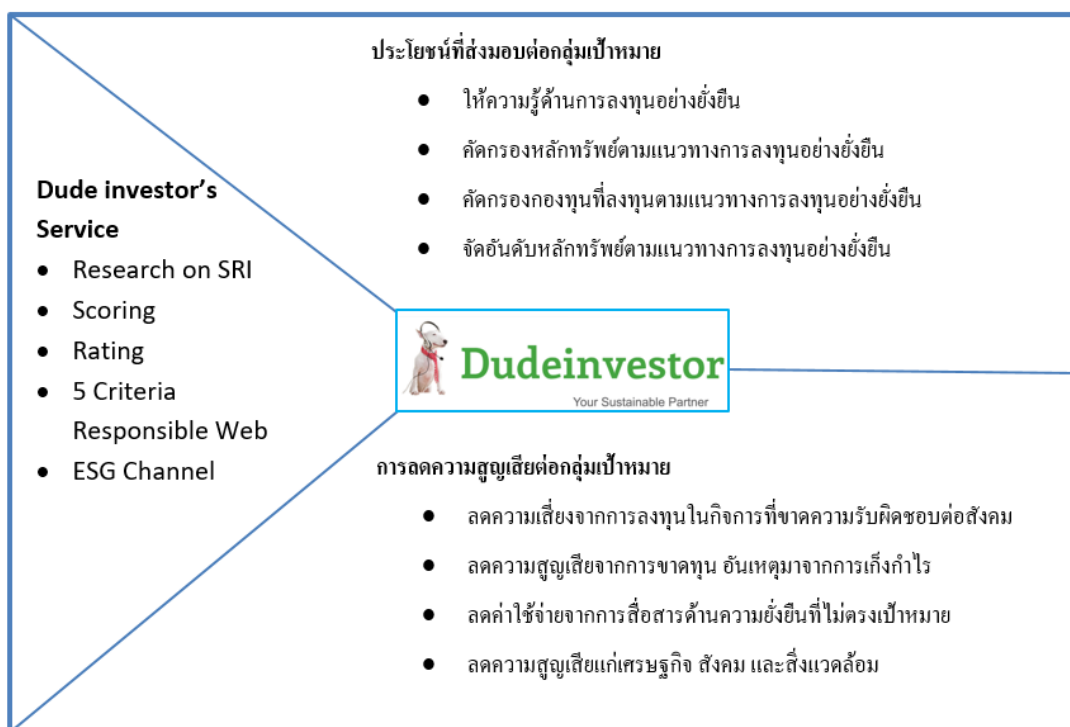 ประโยชน์ที่ส่งมอบต่อกลุ่มเป้าหมาย
● ให้ความรู้ด้านการลงทุนอย่างยั่งยืน
● คัดกรองหลักทรัพย์ตามแนวทางการลงทุนอย่างยั่งยืน
● คัดกรองกองทุนที่ลงทุนตามแนวทางการลงทุนอย่างยั่งยืน
● จัดอันดับหลักทรัพย์ตามแนวทางการลงทุนอย่างยั่งยืน
Dude investor’s
Service
● Research on SRI
● Scoring
● Rating
● 5 Criteria
Responsible Web
● ESG Channel
Dudeinvestor
Your Sustainable Partner
การลดความสูญเสียต่อกลุ่มเป้าหมาย
● ลดความเสี่ยงจากการลงทุนในกิจการที่ขาดความรับผิดชอบต่อสังคม
● ลดความสูญเสียจากการขาดทุน อันเหตุมาจากการเก็งกำไร
● ลดค่าใช้จ่ายจากการสื่อสารด้านความยั่งยืนที่ไม่ตรงเป้าหมาย
● ลดความสูญเสียแก่เศรษฐกิจ สังคม และสิ่งแวดล้อม